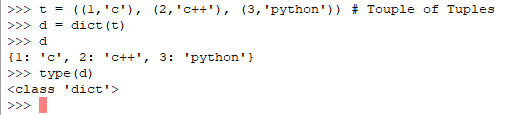 >>> t = ((1,'c'), (2,'c++'), (3,'python')) # Touple of Tuples
>>> d = dict(t)
>>> d
{1: 'c', 2: 'c++', 3: 'python'}
>>> type(d)
<class 'dict'>
>>>